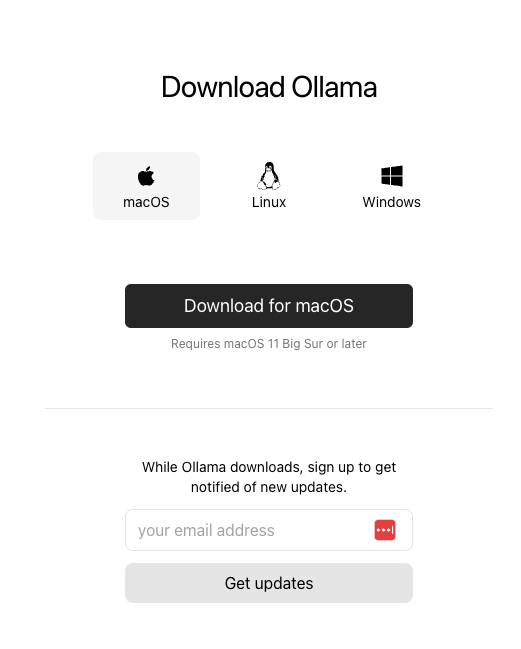 Download Ollama
macOS
Linux
Windows
Download for macOS
Requires macOS 11 Big Sur or later
While Ollama downloads, sign up to get
notified of new updates.
your email address
Get updates